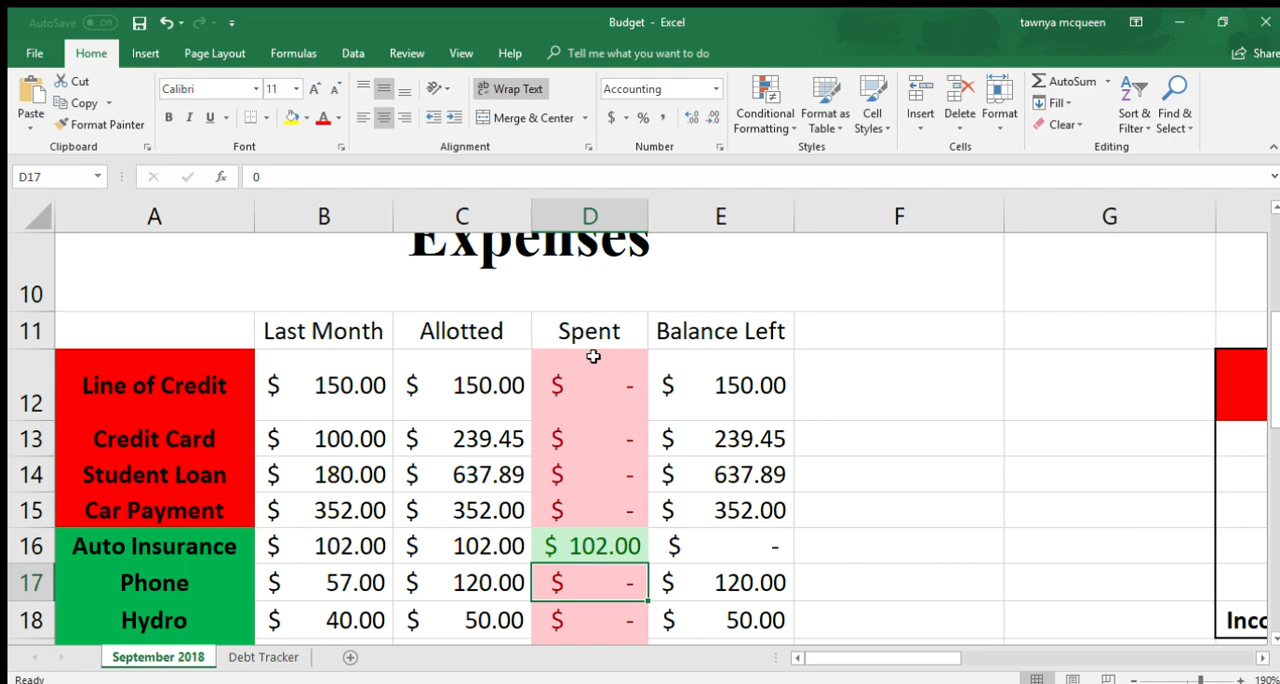 AutoSave Off Budget - Excel tawnya mcqueen
File Home Insert Page Layout Formulas Data Review View Help Tell me what you want to do Share
Paste Cut Copy Format Painter Clipboard
Calibri 11 B I U A Font
ab Wrap Text Merge & Center Alignment
Accounting $ % , Number
Conditional Formatting Format as Table Cell Styles Styles
Insert Delete Format Cells
AutoSum Fill Clear Sort & Filter Find & Select Editing
D17 fx 0
A B C D E F G
Expenses
10
11 Last Month Allotted Spent Balance Left
12 Line of Credit $ 150.00 $ 150.00 $ - $ 150.00
13 Credit Card $ 100.00 $ 239.45 $ - $ 239.45
14 Student Loan $ 180.00 $ 637.89 $ - $ 637.89
15 Car Payment $ 352.00 $ 352.00 $ - $ 352.00
16 Auto Insurance $ 102.00 $ 102.00 $ 102.00 $ -
17 Phone $ 57.00 $ 120.00 $ - $ 120.00
18 Hydro $ 40.00 $ 50.00 $ - $ 50.00 Inco
September 2018 Debt Tracker
Ready 190%